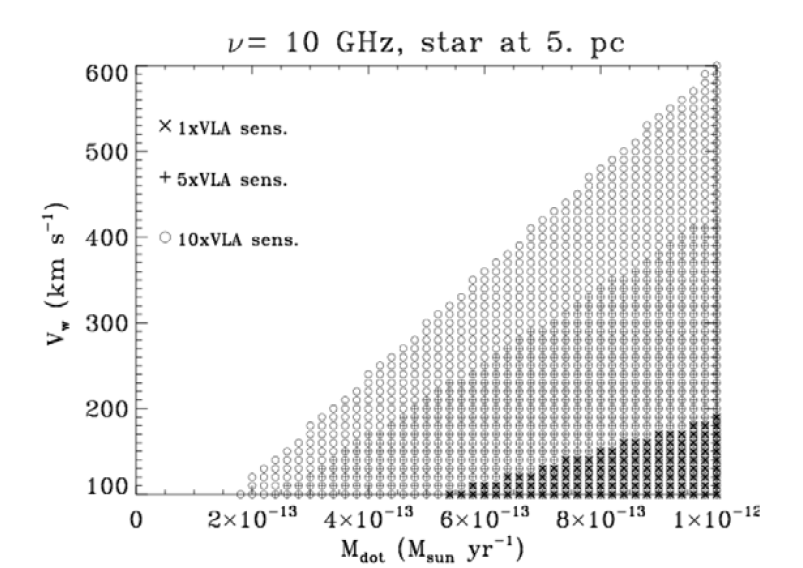 ν= 10 GHz, star at 5. pc
600
500
400
300
200
100
V_w (km s⁻¹)
× 1xVLA sens.
+ 5xVLA sens.
○ 10xVLA sens.
0 2×10⁻¹³ 4×10⁻¹³ 6×10⁻¹³ 8×10⁻¹³ 1×10⁻¹²
M_dot (M_sun yr⁻¹)